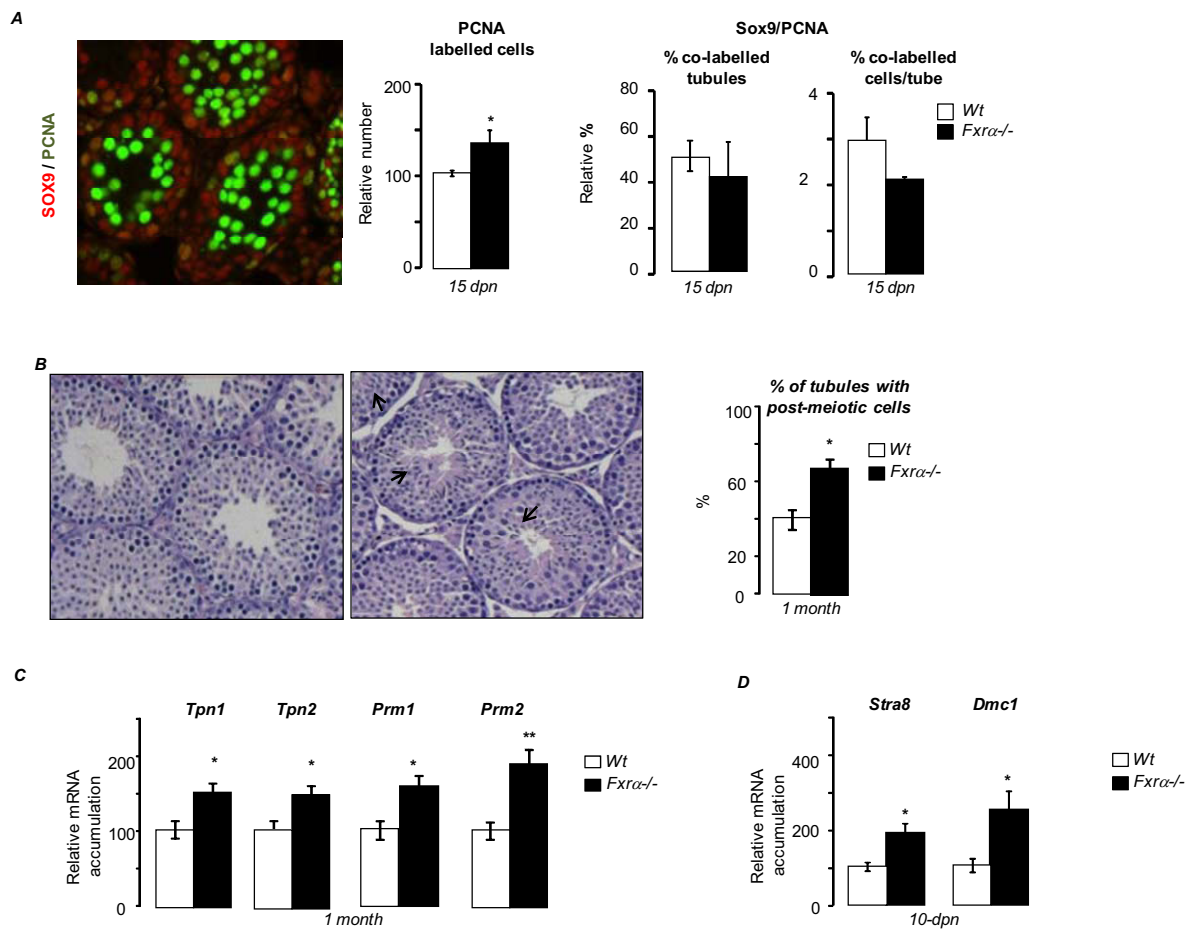 A
SOX9 / PCNA
PCNA
labelled cells
Relative number
200
100
0
*
15 dpn
Sox9/PCNA
% co-labelled
tubules
Relative %
80
60
40
20
0
15 dpn
% co-labelled
cells/tube
4
2
0
15 dpn
Wt
Fxrα-/-
B
% of tubules with
post-meiotic cells
%
100
60
20
0
*
1 month
Wt
Fxrα-/-
C
Tpn1 Tpn2 Prm1 Prm2
Relative mRNA
accumulation
200
100
0
* * * **
1 month
Wt
Fxrα-/-
D
Stra8 Dmc1
Relative mRNA
accumulation
400
200
0
* *
10-dpn
Wt
Fxrα-/-